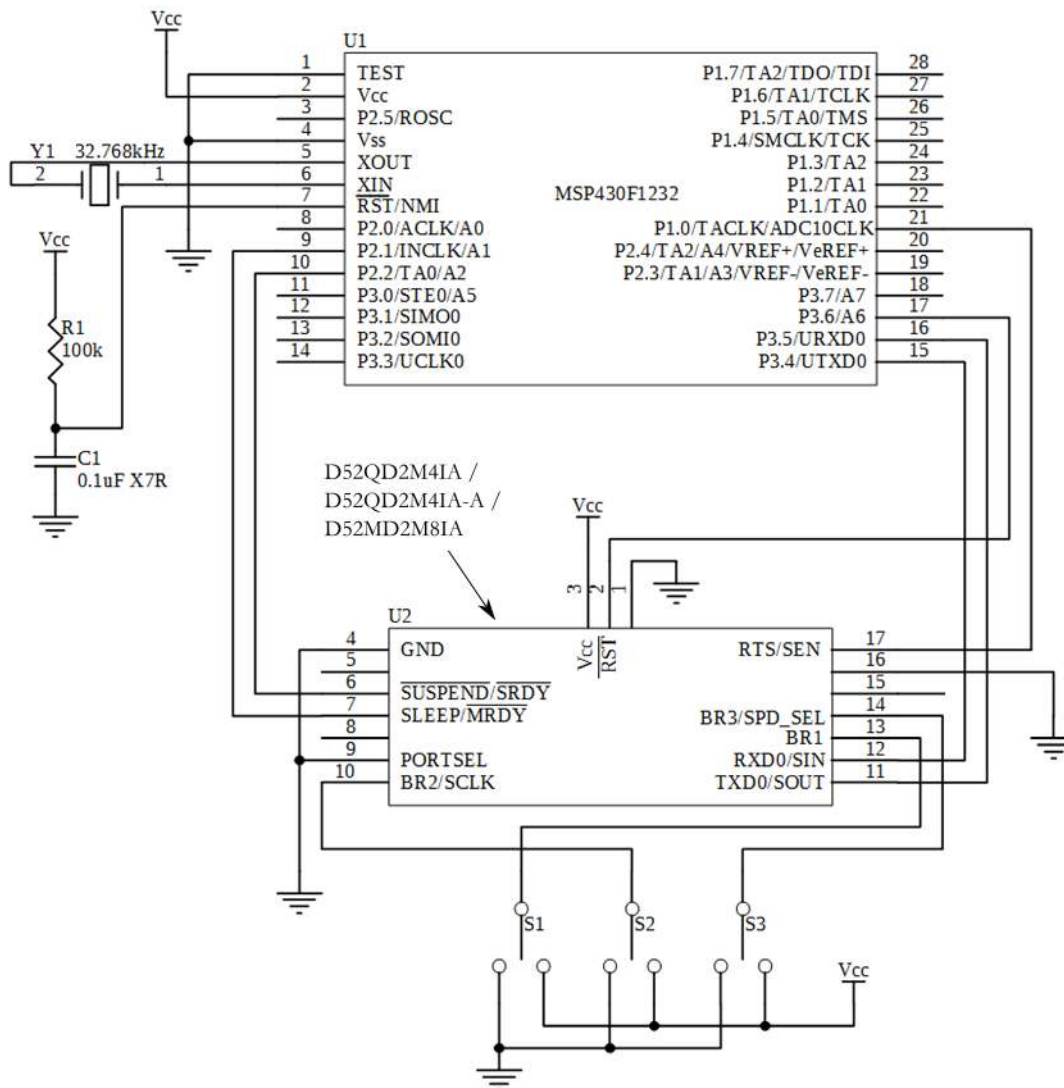 Vcc
U1
1 TEST P1.7/TA2/TDO/TDI 28
2 Vcc P1.6/TA1/TCLK 27
3 P2.5/ROSC P1.5/TA0/TMS 26
4 Vss P1.4/SMCLK/TCK 25
Y1 32.768kHz 5 XOUT P1.3/TA2 24
2 1 6 XIN P1.2/TA1 23
MSP430F1232
7 RST/NMI P1.1/TA0 22
8 P2.0/ACLK/A0 P1.0/TACLK/ADC10CLK 21
9 P2.1/INCLK/A1 P2.4/TA2/A4/VREF+/VeREF+ 20
10 P2.2/TA0/A2 P2.3/TA1/A3/VREF-/VeREF- 19
11 P3.0/STE0/A5 P3.7/A7 18
12 P3.1/SIMO0 P3.6/A6 17
13 P3.2/SOMI0 P3.5/URXD0 16
14 P3.3/UCLK0 P3.4/UTXD0 15
Vcc
R1
100k
C1
0.1uF X7R
D52QD2M4IA /
D52QD2M4IA-A /
D52MD2M8IA
Vcc
3 2 1
U2
Vcc RST
4 GND RTS/SEN 17
5 16
6 SUSPEND/SRDY 15
7 SLEEP/MRDY BR3/SPD_SEL 14
8 BR1 13
9 PORTSEL RXD0/SIN 12
10 BR2/SCLK TXD0/SOUT 11
S1 S2 S3
Vcc